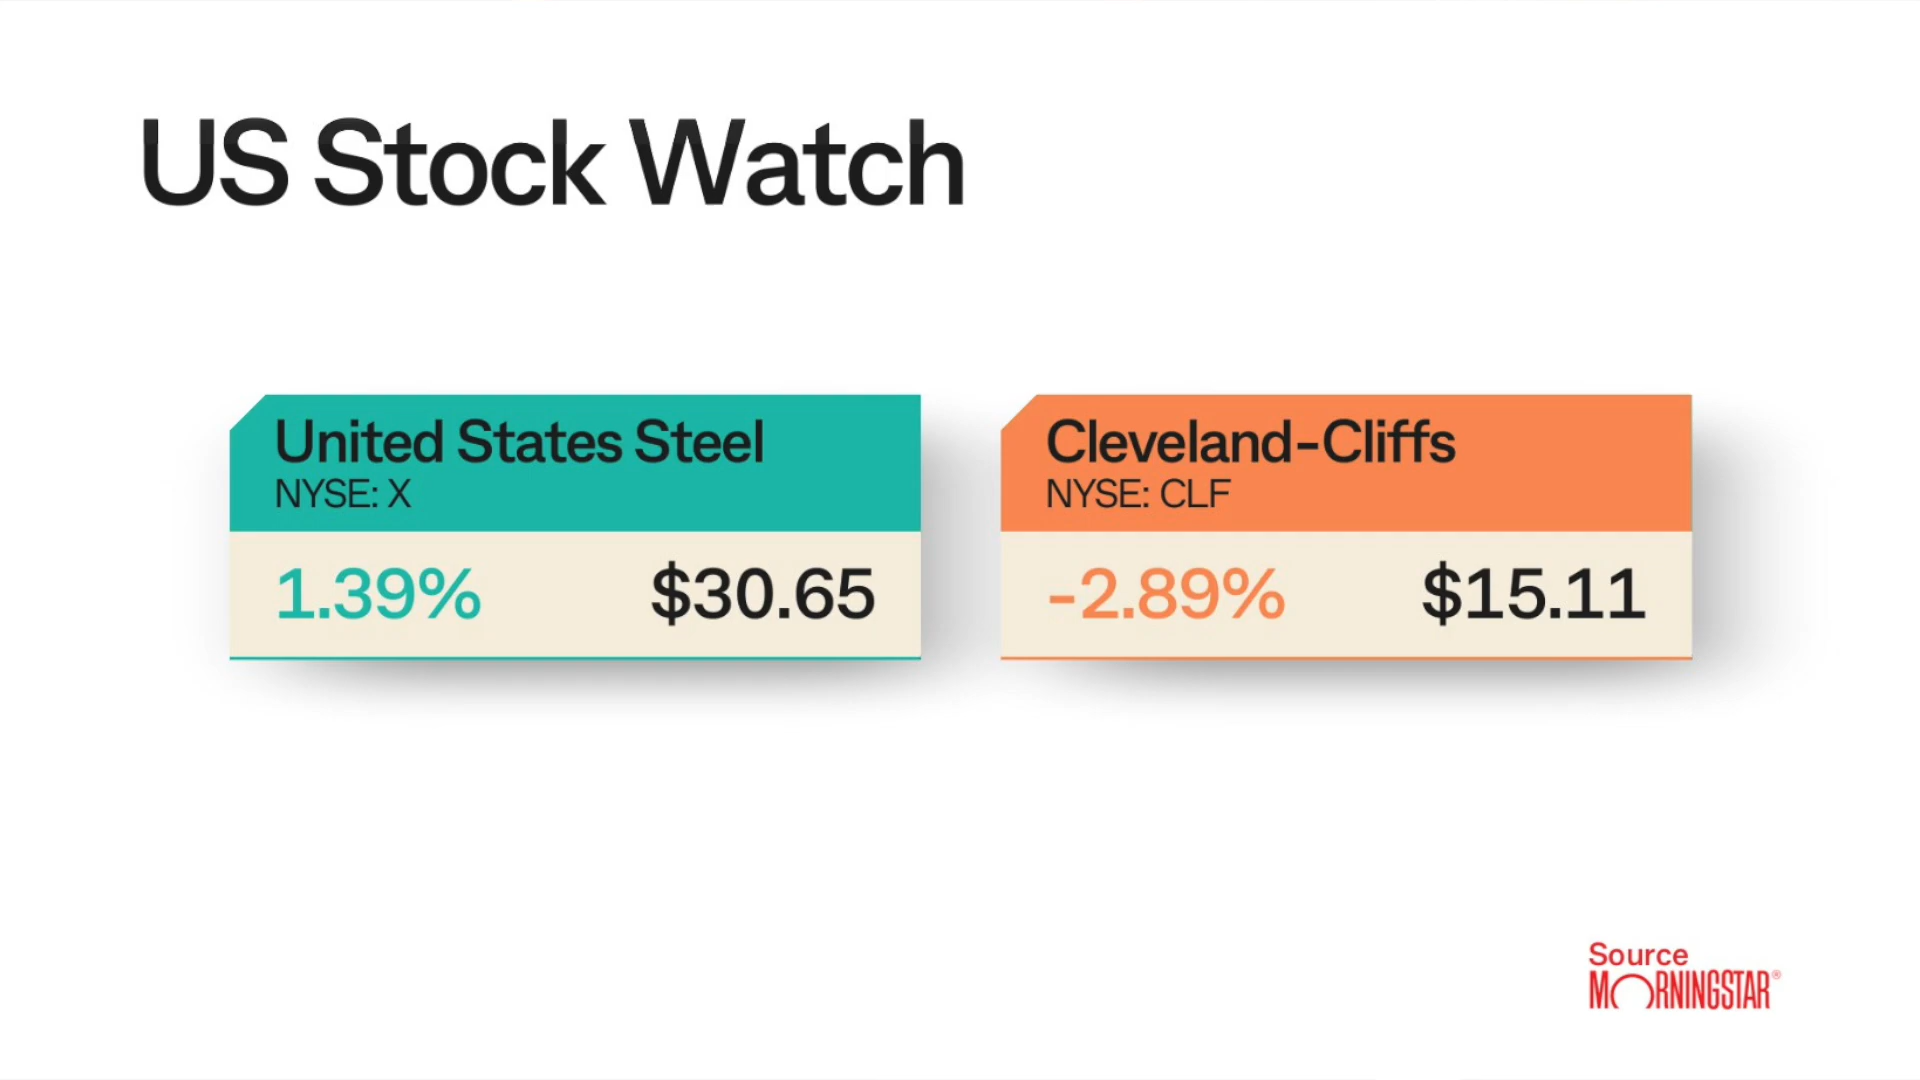 US Stock Watch
United States Steel
NYSE: X
1.39% $30.65
Cleveland-Cliffs
NYSE: CLF
-2.89% $15.11
Source
MORNINGSTAR®